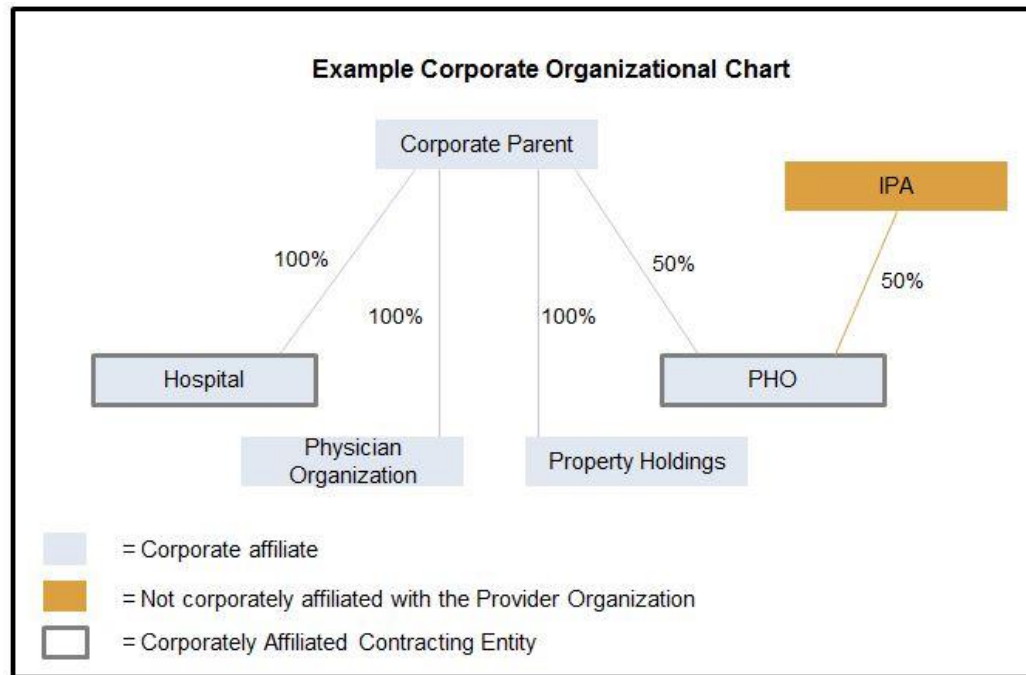 Example Corporate Organizational Chart
Corporate Parent
IPA
100%
50%
50%
100%
100%
Hospital
PHO
Physician
Organization
Property Holdings
= Corporate affiliate
= Not corporately affiliated with the Provider Organization
= Corporately Affiliated Contracting Entity